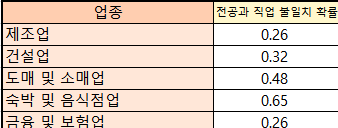 업종 전공과 직업 불일치 확률
제조업 0.26
건설업 0.32
도매 및 소매업 0.48
숙박 및 음식점업 0.65
금융 및 보험업 0.26